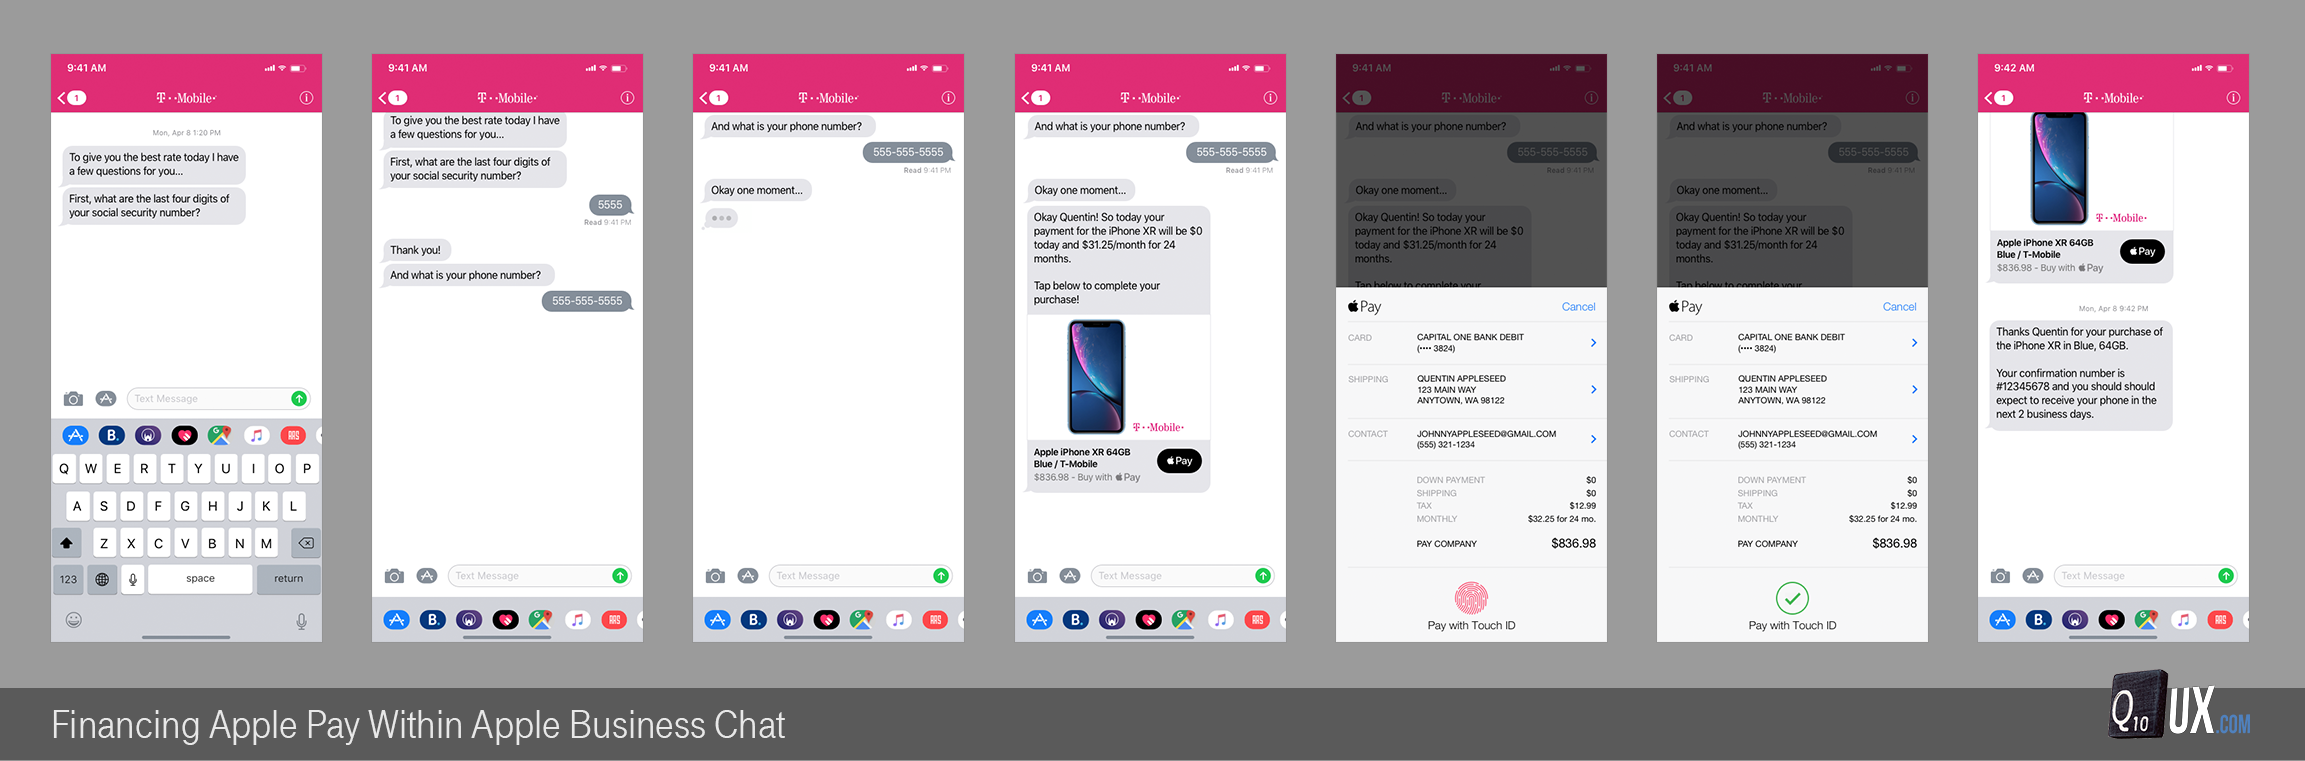 9:41 AM
1
T··Mobile·
Mon, Apr 8 1:20 PM
To give you the best rate today I have
a few questions for you...
First, what are the last four digits of
your social security number?
Text Message
B.
ARS
Q W E R T Y U I O P
A S D F G H J K L
Z X C V B N M
123
space
return
9:41 AM
1
T··Mobile·
To give you the best rate today I have
a few questions for you...
First, what are the last four digits of
your social security number?
5555
Read 9:41 PM
Thank you!
And what is your phone number?
555-555-5555
Text Message
B.
ARS
9:41 AM
1
T··Mobile·
And what is your phone number?
555-555-5555
Read 9:41 PM
Okay one moment...
Text Message
B.
ARS
9:41 AM
1
T··Mobile·
And what is your phone number?
555-555-5555
Read 9:41 PM
Okay one moment...
Okay Quentin! So today your
payment for the iPhone XR will be $0
today and $31.25/month for 24
months.
Tap below to complete your
purchase!
T··Mobile·
Apple iPhone XR 64GB
Blue / T-Mobile
$836.98 - Buy with Pay
Pay
Text Message
B.
ARS
9:41 AM
1
T··Mobile·
And what is your phone number?
555-555-5555
Read 9:41 PM
Okay one moment...
Okay Quentin! So today your
payment for the iPhone XR will be $0
today and $31.25/month for 24
months.
Tap below to complete your
Pay
Cancel
CARD
CAPITAL ONE BANK DEBIT
(•••• 3824)
SHIPPING
QUENTIN APPLESEED
123 MAIN WAY
ANYTOWN, WA 98122
CONTACT
JOHNNYAPPLESEED@GMAIL.COM
(555) 321-1234
DOWN PAYMENT $0
SHIPPING $0
TAX $12.99
MONTHLY $32.25 for 24 mo.
PAY COMPANY $836.98
Pay with Touch ID
9:41 AM
1
T··Mobile·
And what is your phone number?
555-555-5555
Read 9:41 PM
Okay one moment...
Okay Quentin! So today your
payment for the iPhone XR will be $0
today and $31.25/month for 24
months.
Tap below to complete your
Pay
Cancel
CARD
CAPITAL ONE BANK DEBIT
(•••• 3824)
SHIPPING
QUENTIN APPLESEED
123 MAIN WAY
ANYTOWN, WA 98122
CONTACT
JOHNNYAPPLESEED@GMAIL.COM
(555) 321-1234
DOWN PAYMENT $0
SHIPPING $0
TAX $12.99
MONTHLY $32.25 for 24 mo.
PAY COMPANY $836.98
Pay with Touch ID
9:42 AM
1
T··Mobile·
T··Mobile·
Apple iPhone XR 64GB
Blue / T-Mobile
$836.98 - Buy with Pay
Pay
Mon, Apr 8 9:42 PM
Thanks Quentin for your purchase of
the iPhone XR in Blue, 64GB.
Your confirmation number is
#12345678 and you should should
expect to receive your phone in the
next 2 business days.
Text Message
B.
ARS
Financing Apple Pay Within Apple Business Chat
Q10 UX.COM